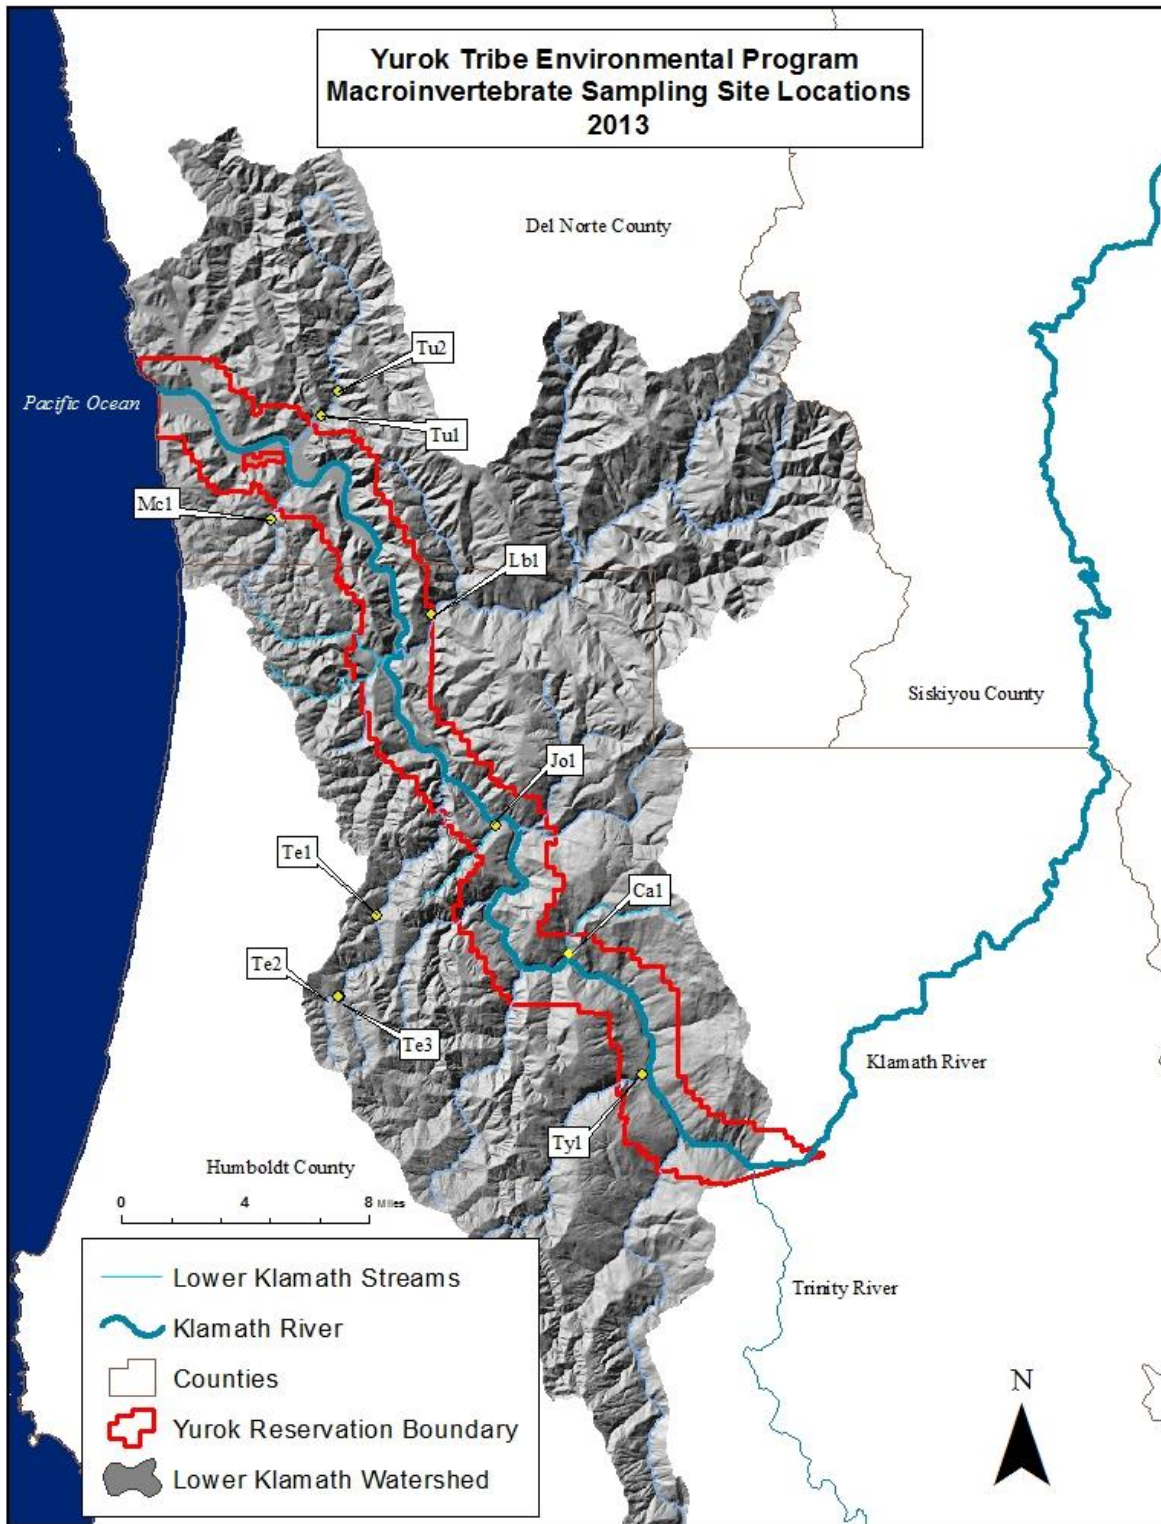 Yurok Tribe Environmental Program
Macroinvertebrate Sampling Site Locations
2013
Del Norte County
Tu2
Pacific Ocean
Tu1
Mc1
Lb1
Siskiyou County
Jo1
Te1
Ca1
Te2
Te3
Klamath River
Ty1
Humboldt County
0 4 8 Miles
Trinity River
Lower Klamath Streams
Klamath River
Counties
Yurok Reservation Boundary
Lower Klamath Watershed
N